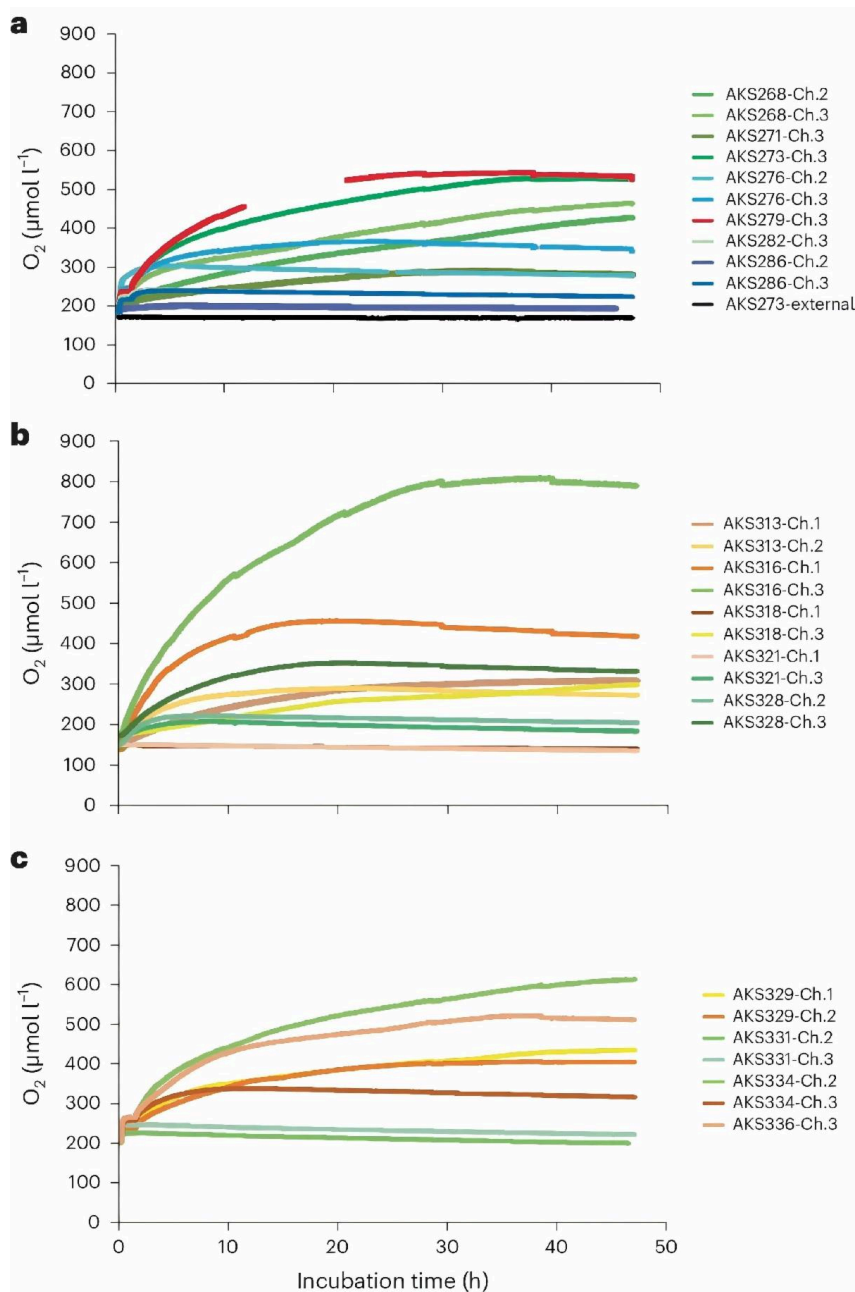 a
900
800
700
600
500
400
300
200
100
0
O₂ (µmol l⁻¹)
AKS268-Ch.2
AKS268-Ch.3
AKS271-Ch.3
AKS273-Ch.3
AKS276-Ch.2
AKS276-Ch.3
AKS279-Ch.3
AKS282-Ch.3
AKS286-Ch.2
AKS286-Ch.3
AKS273-external
b
900
800
700
600
500
400
300
200
100
0
O₂ (µmol l⁻¹)
AKS313-Ch.1
AKS313-Ch.2
AKS316-Ch.1
AKS316-Ch.3
AKS318-Ch.1
AKS318-Ch.3
AKS321-Ch.1
AKS321-Ch.3
AKS328-Ch.2
AKS328-Ch.3
c
900
800
700
600
500
400
300
200
100
0
O₂ (µmol l⁻¹)
AKS329-Ch.1
AKS329-Ch.2
AKS331-Ch.2
AKS331-Ch.3
AKS334-Ch.2
AKS334-Ch.3
AKS336-Ch.3
0 10 20 30 40 50
Incubation time (h)